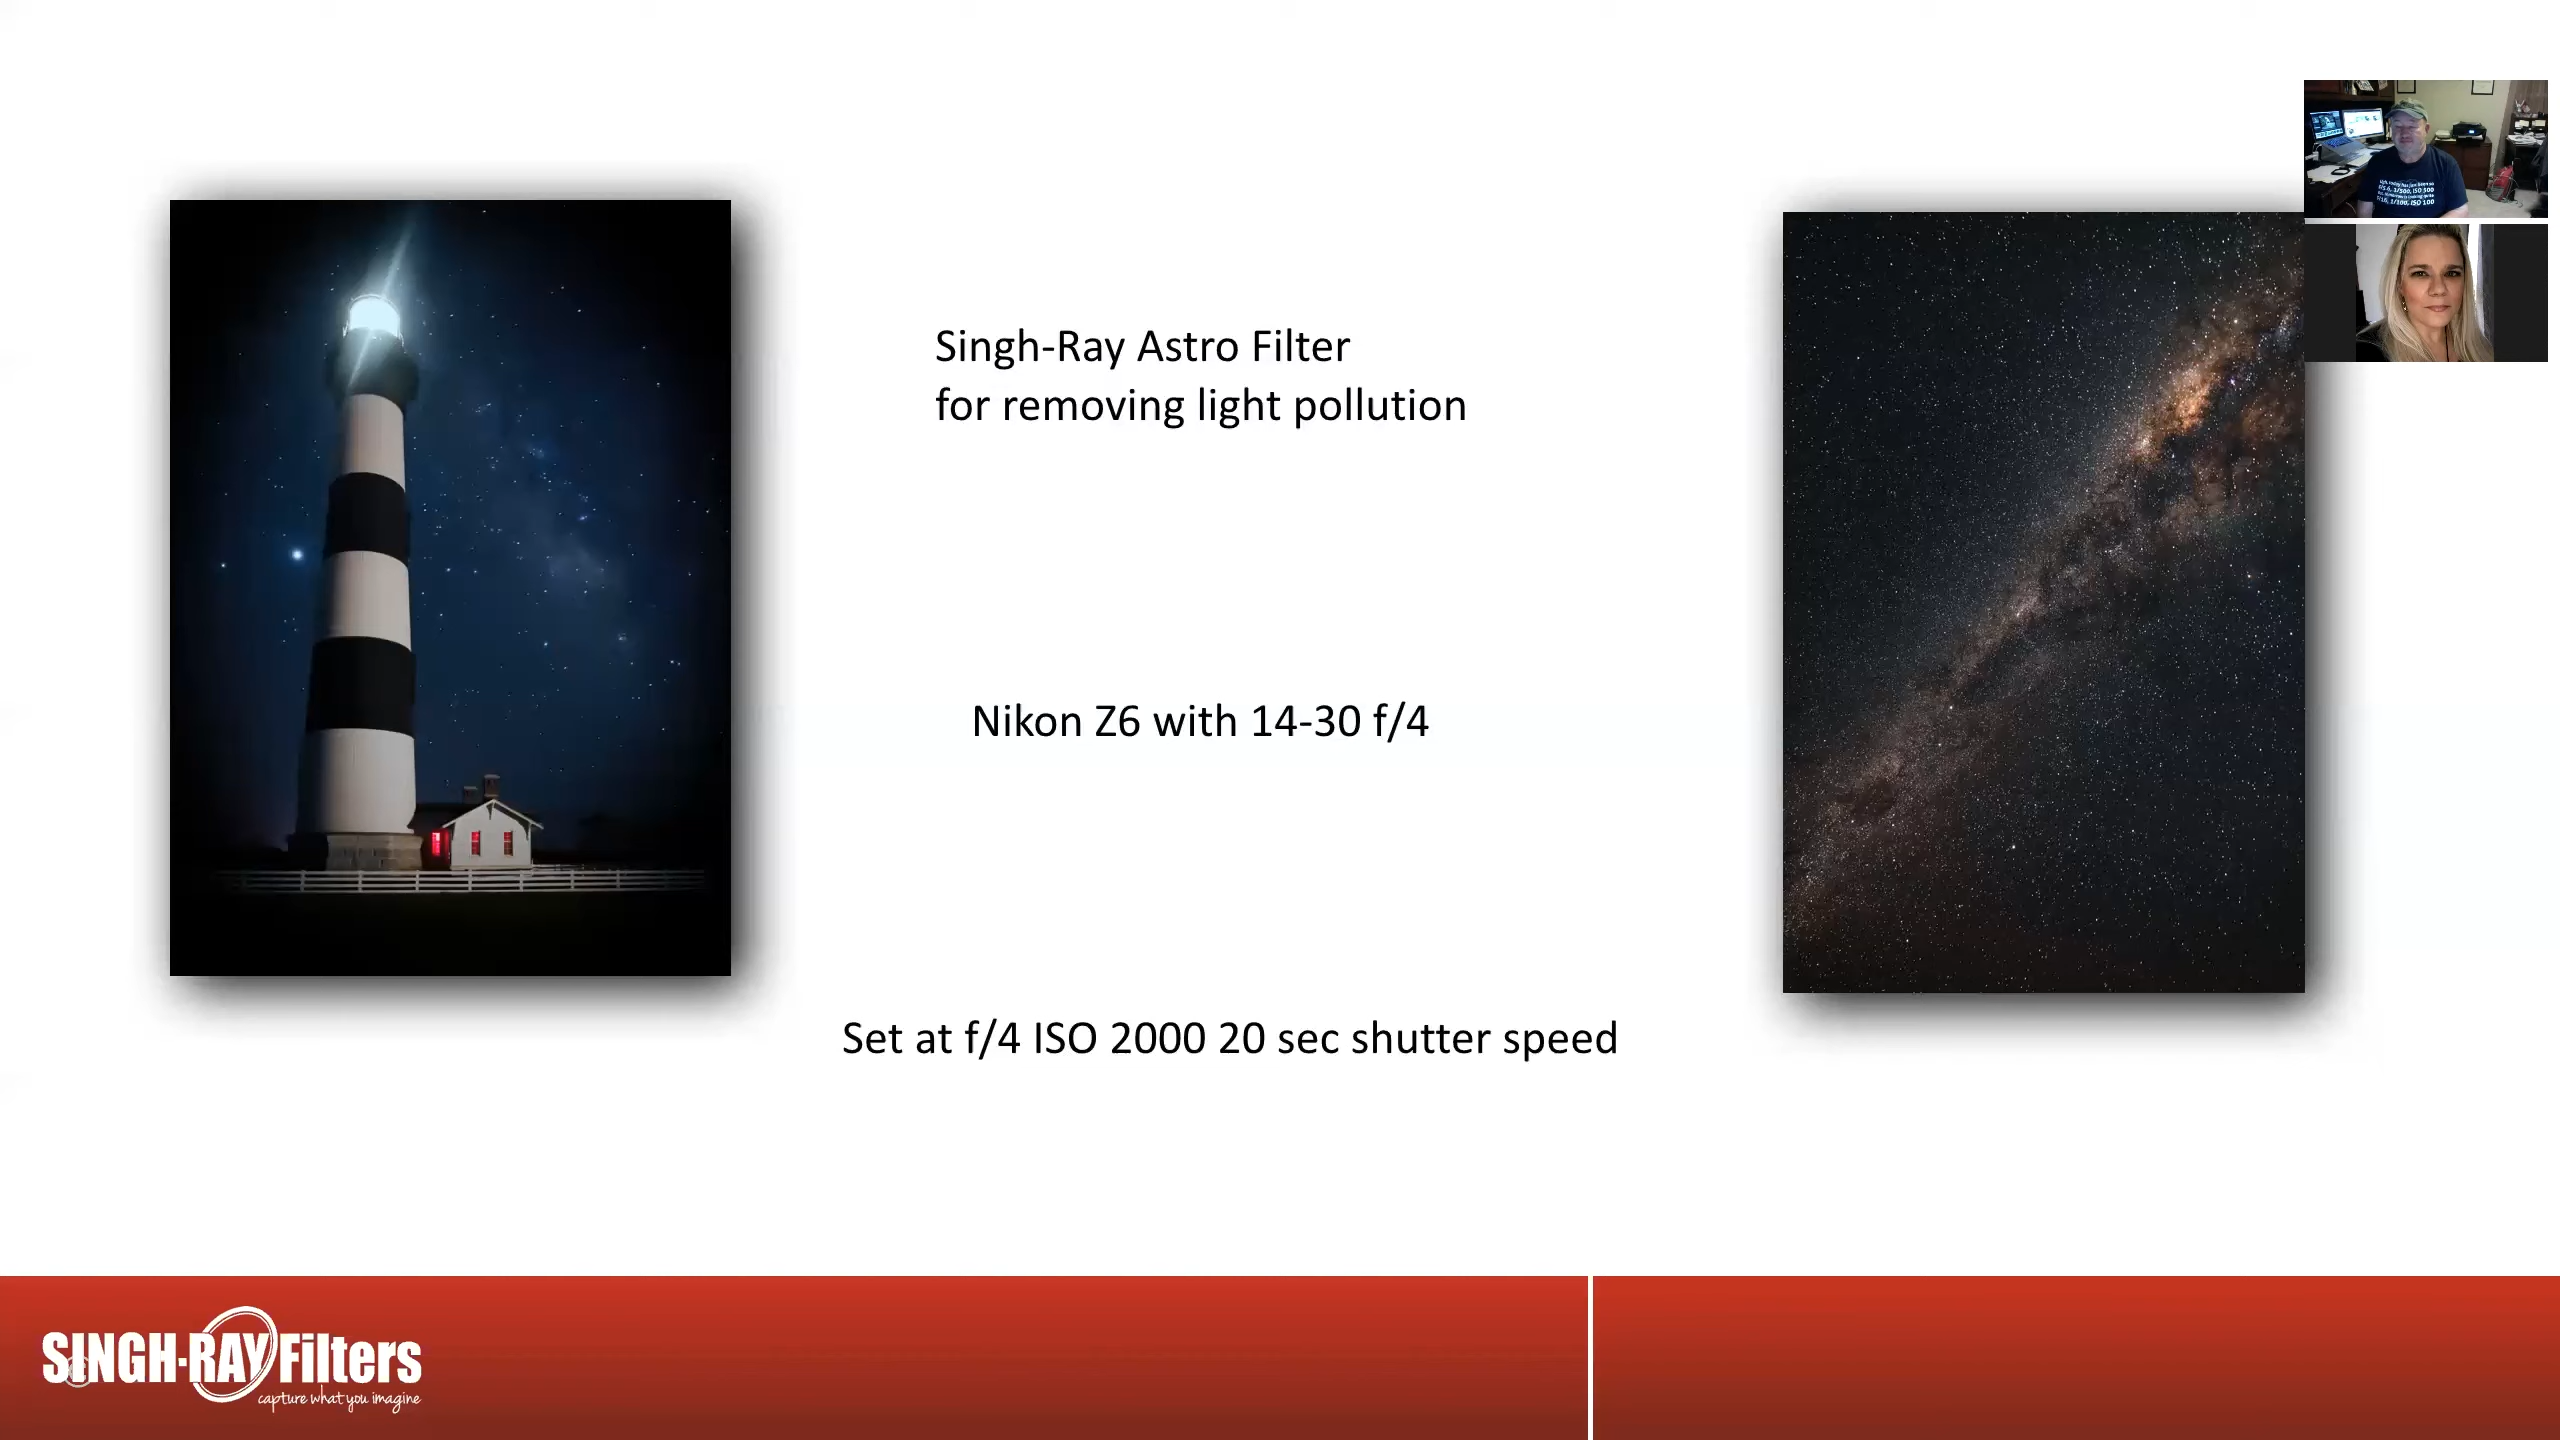 Singh-Ray Astro Filter
for removing light pollution
Nikon Z6 with 14-30 f/4
Set at f/4 ISO 2000 20 sec shutter speed
SINGH-RAY Filters
capture what you imagine